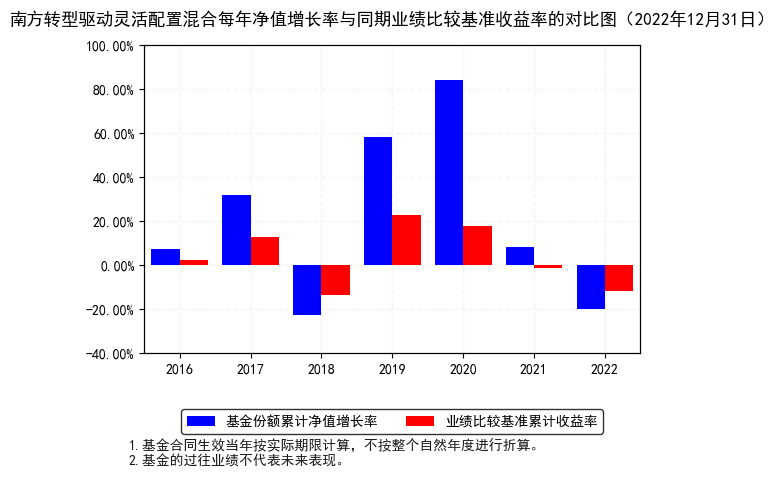 南方转型驱动灵活配置混合每年净值增长率与同期业绩比较基准收益率的对比图（2022年12月31日）
100.00%
80.00%
60.00%
40.00%
20.00%
0.00%
-20.00%
-40.00%
2016 2017 2018 2019 2020 2021 2022
基金份额累计净值增长率 业绩比较基准累计收益率
1.基金合同生效当年按实际期限计算，不按整个自然年度进行折算。
2.基金的过往业绩不代表未来表现。